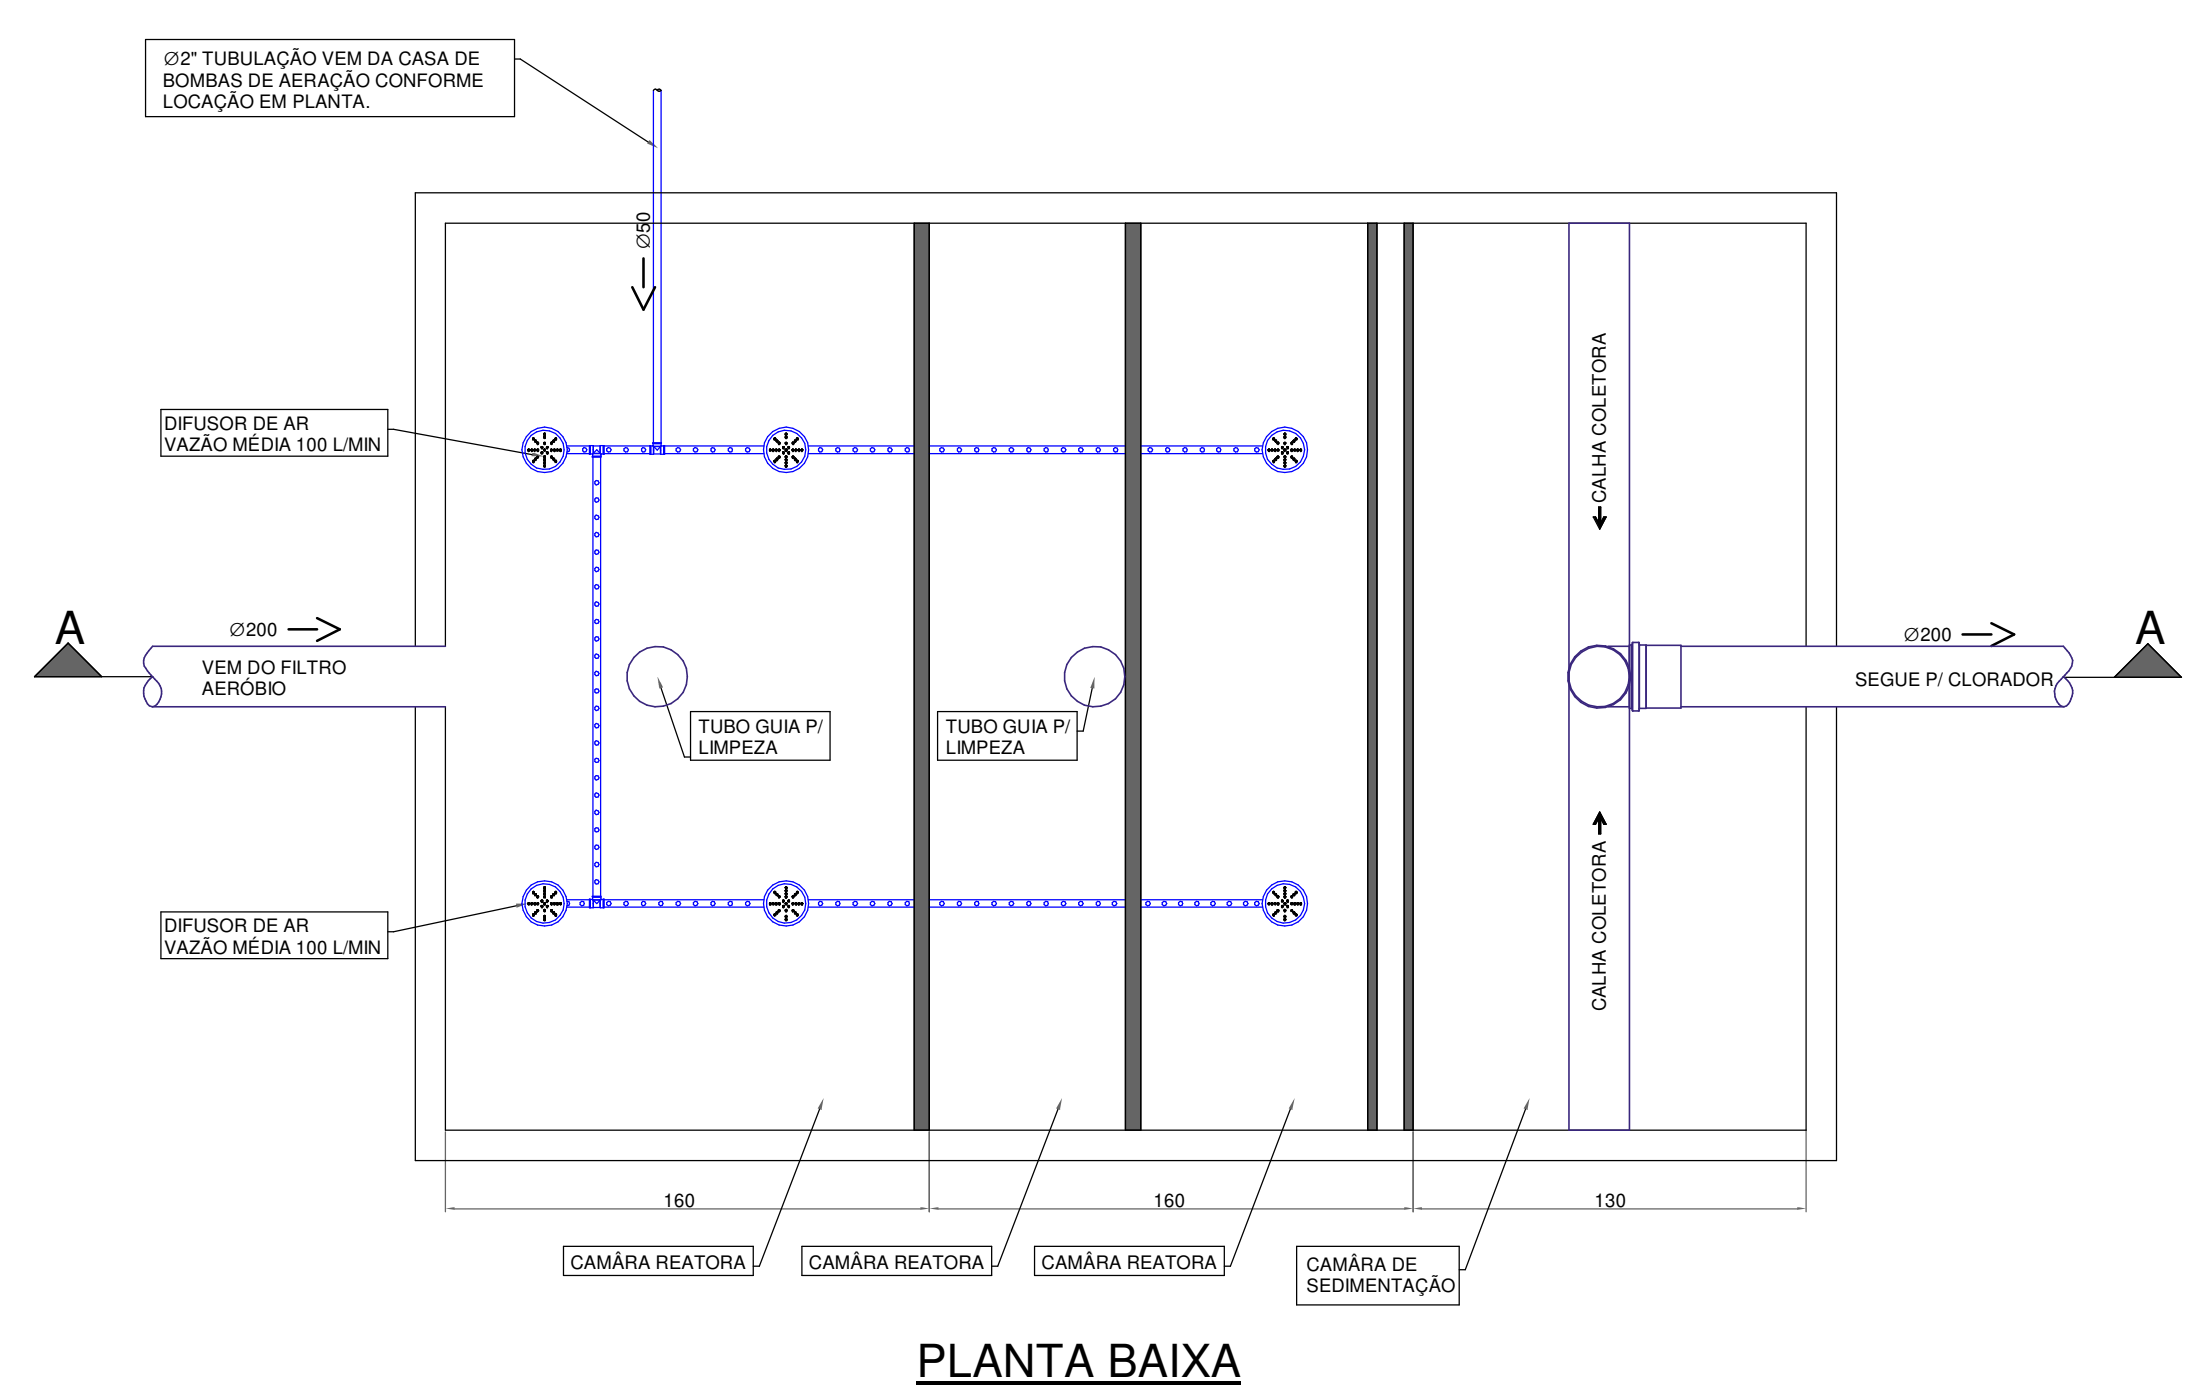 Ø2" TUBULAÇÃO VEM DA CASA DE
BOMBAS DE AERAÇÃO CONFORME
LOCAÇÃO EM PLANTA.
Ø50
DIFUSOR DE AR
VAZÃO MÉDIA 100 L/MIN
CALHA COLETORA
A
Ø200
VEM DO FILTRO
AERÓBIO
TUBO GUIA P/
LIMPEZA
TUBO GUIA P/
LIMPEZA
Ø200
SEGUE P/ CLORADOR
A
DIFUSOR DE AR
VAZÃO MÉDIA 100 L/MIN
CALHA COLETORA
160
160
130
CAMÂRA REATORA
CAMÂRA REATORA
CAMÂRA REATORA
CAMÂRA DE
SEDIMENTAÇÃO
PLANTA BAIXA